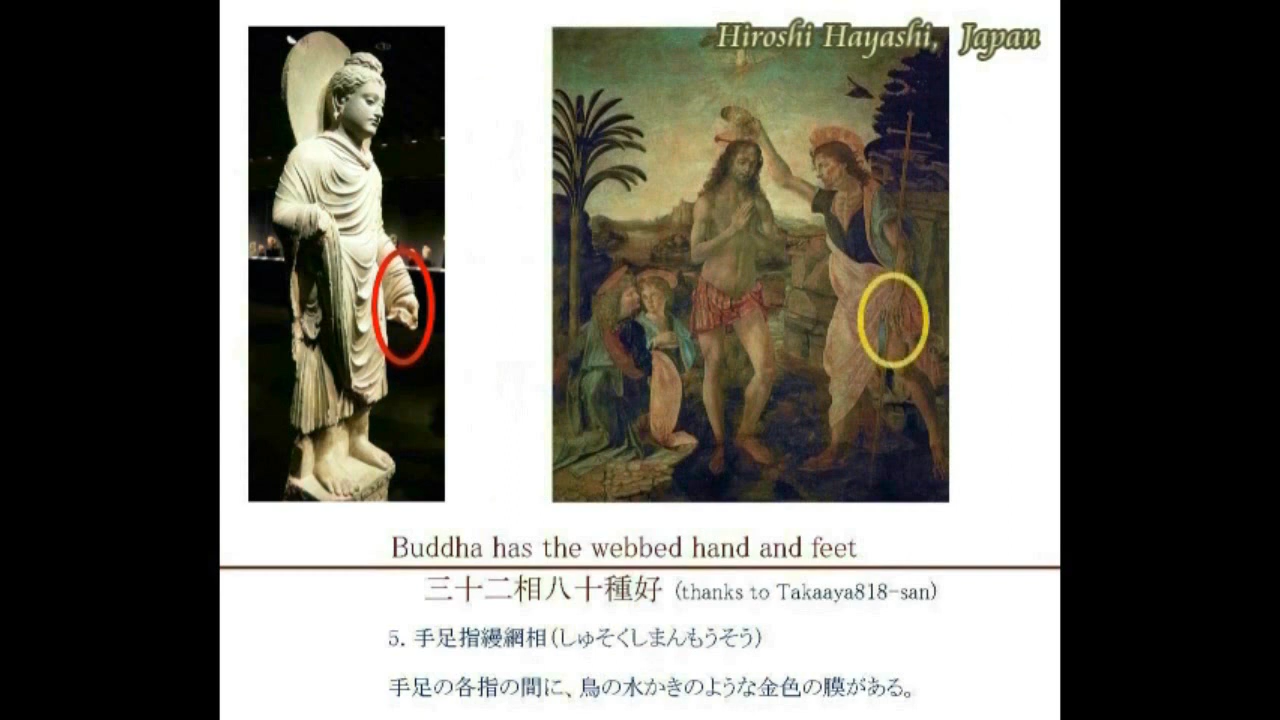 Hiroshi Hayashi, Japan
Buddha has the webbed hand and feet
三十二相八十種好 (thanks to Takaaya818-san)
5. 手足指縵網相(しゅそくしまんもうそう)
手足の各指の間に、鳥の水かきのような金色の膜がある。